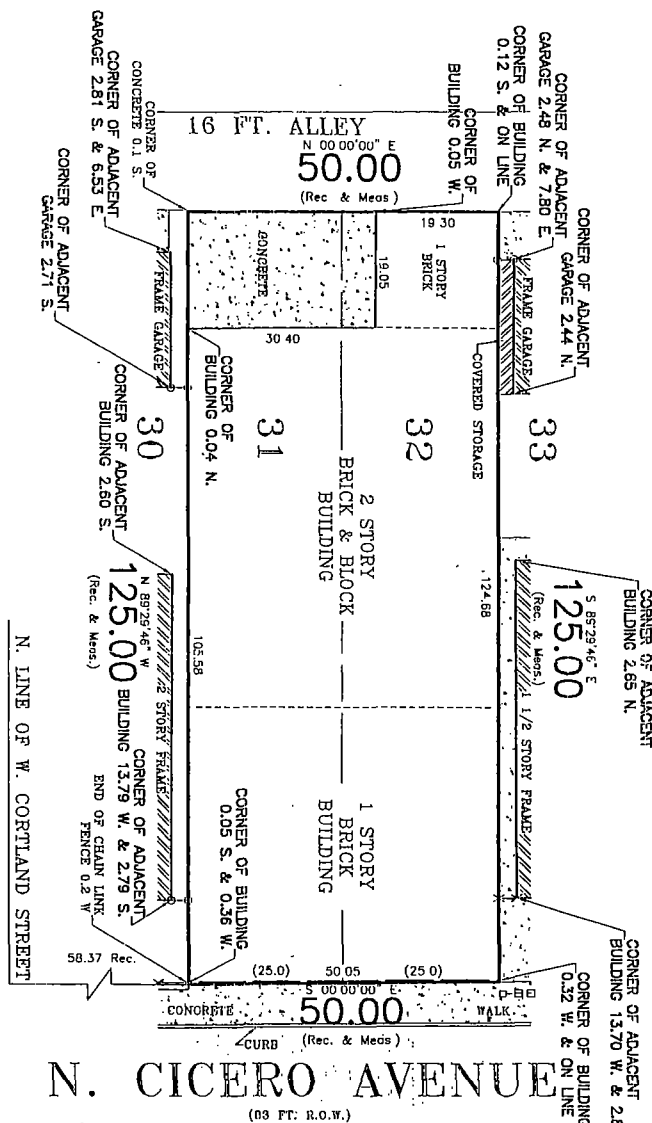 CORNER OF ADJACENT
GARAGE 2.48 N. & 7.80 E.
CORNER OF BUILDING
0.12 S. & ON LINE
CORNER OF
BUILDING 0.05 W.
16 FT. ALLEY
N 00 00'00" E
50.00
(Rec. & Meas)
CORNER OF
CONCRETE 0.1 S.
CORNER OF ADJACENT
GARAGE 2.81 S. & 6.53 E.
CORNER OF ADJACENT
GARAGE 2.71 S.
CORNER OF ADJACENT
GARAGE 2.44 N.
19 30
1 STORY
BRICK
19.05
CONCRETE
30 40
FRAME GARAGE
FRAME GARAGE
COVERED STORAGE
CORNER OF
BUILDING 0.04 N.
33
32
31
30
CORNER OF ADJACENT
BUILDING 2.60 S.
2 STORY
BRICK & BLOCK
BUILDING
124.68
105.58
CORNER OF ADJACENT
BUILDING 2.65 N.
S 89°29'46" E
125.00
(Rec. & Meas.)
1 1/2 STORY FRAME
N 89°29'46" W
125.00
(Rec. & Meas.)
2 STORY FRAME
CORNER OF ADJACENT
BUILDING 13.79 W. & 2.79 S.
END OF CHAIN LINK
FENCE 0.2 W
1 STORY
BRICK
BUILDING
CORNER OF BUILDING
0.05 S. & 0.36 W.
CORNER OF ADJACENT
BUILDING 13.70 W. &
CORNER OF BUILDING
0.32 W. & ON LINE
N. LINE OF W. CORTLAND STREET
58.37 Rec.
(25.0) 50.05 (25.0)
S 00 00'00" E
50.00
(Rec. & Meas)
CONCRETE
WALK
CURB
N. CICERO AVENUE
(83 FT. R.O.W.)